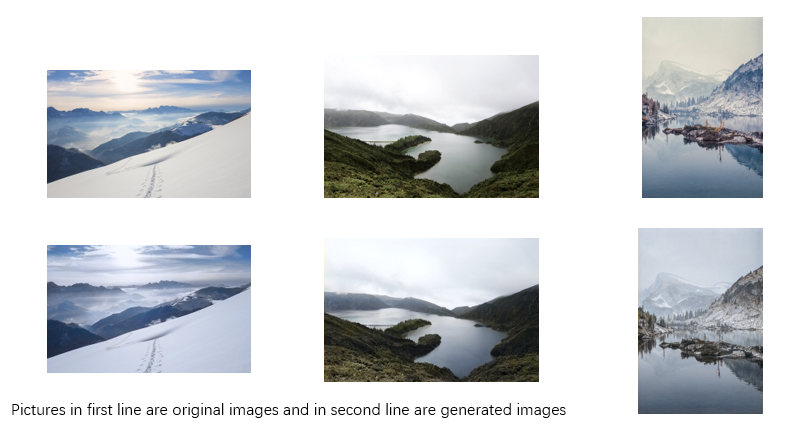 Pictures in first line are original images and in second line are generated images